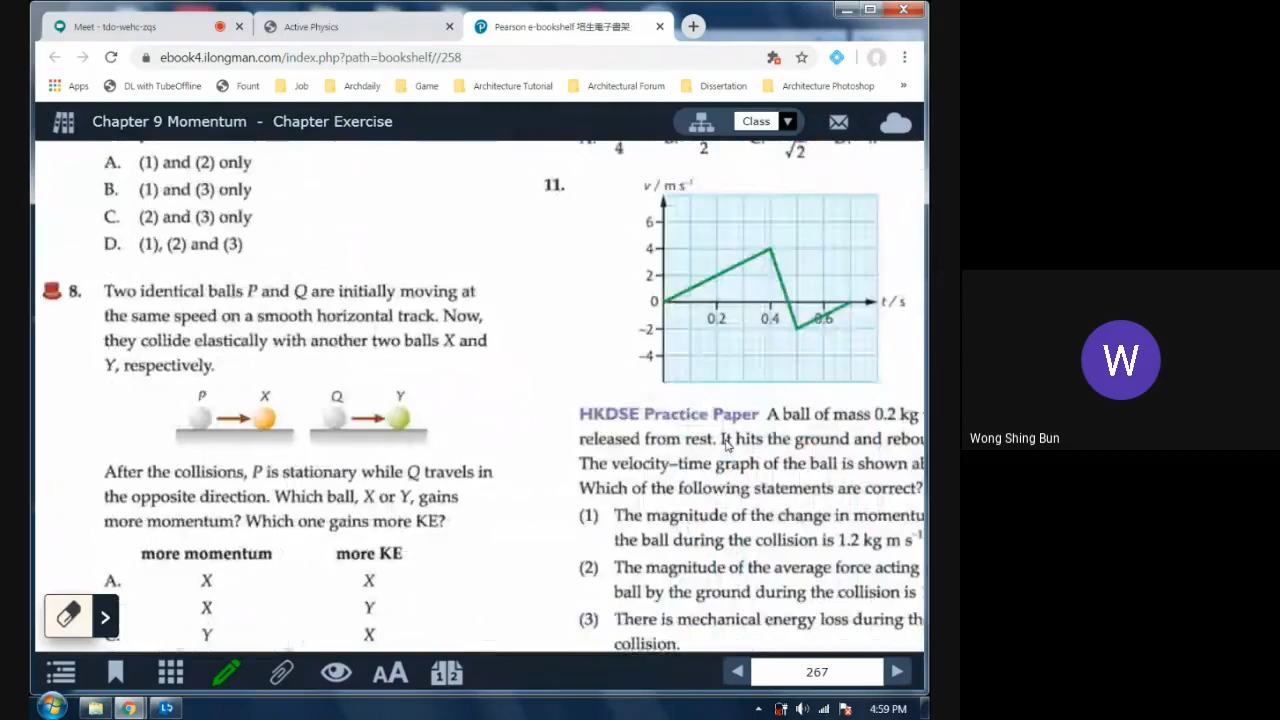 Meet - tdo-wehc-zqs
Active Physics
Pearson e-bookshelf 培生電子書架
ebook4.ilongman.com/index.php?path=bookshelf//258
Apps DL with TubeOffline Fount Job Archdaily Game Architecture Tutorial Architectural Forum Dissertation Architecture Photoshop »
Chapter 9 Momentum - Chapter Exercise
Class
A. (1) and (2) only
B. (1) and (3) only
C. (2) and (3) only
D. (1), (2) and (3)
8. Two identical balls P and Q are initially moving at
the same speed on a smooth horizontal track. Now,
they collide elastically with another two balls X and
Y, respectively.
P X Q Y
After the collisions, P is stationary while Q travels in
the opposite direction. Which ball, X or Y, gains
more momentum? Which one gains more KE?
more momentum more KE
A. X X
X Y
Y X
4 2 √2
11.
v / m s⁻¹
6
4
2
0
−2
−4
0.2 0.4 0.6
t / s
HKDSE Practice Paper A ball of mass 0.2 kg
released from rest. It hits the ground and rebou
The velocity–time graph of the ball is shown a
Which of the following statements are correct?
(1) The magnitude of the change in momentu
the ball during the collision is 1.2 kg m s⁻¹
(2) The magnitude of the average force acting
ball by the ground during the collision is
(3) There is mechanical energy loss during th
collision.
AA
1 2
267
4:59 PM
W
Wong Shing Bun